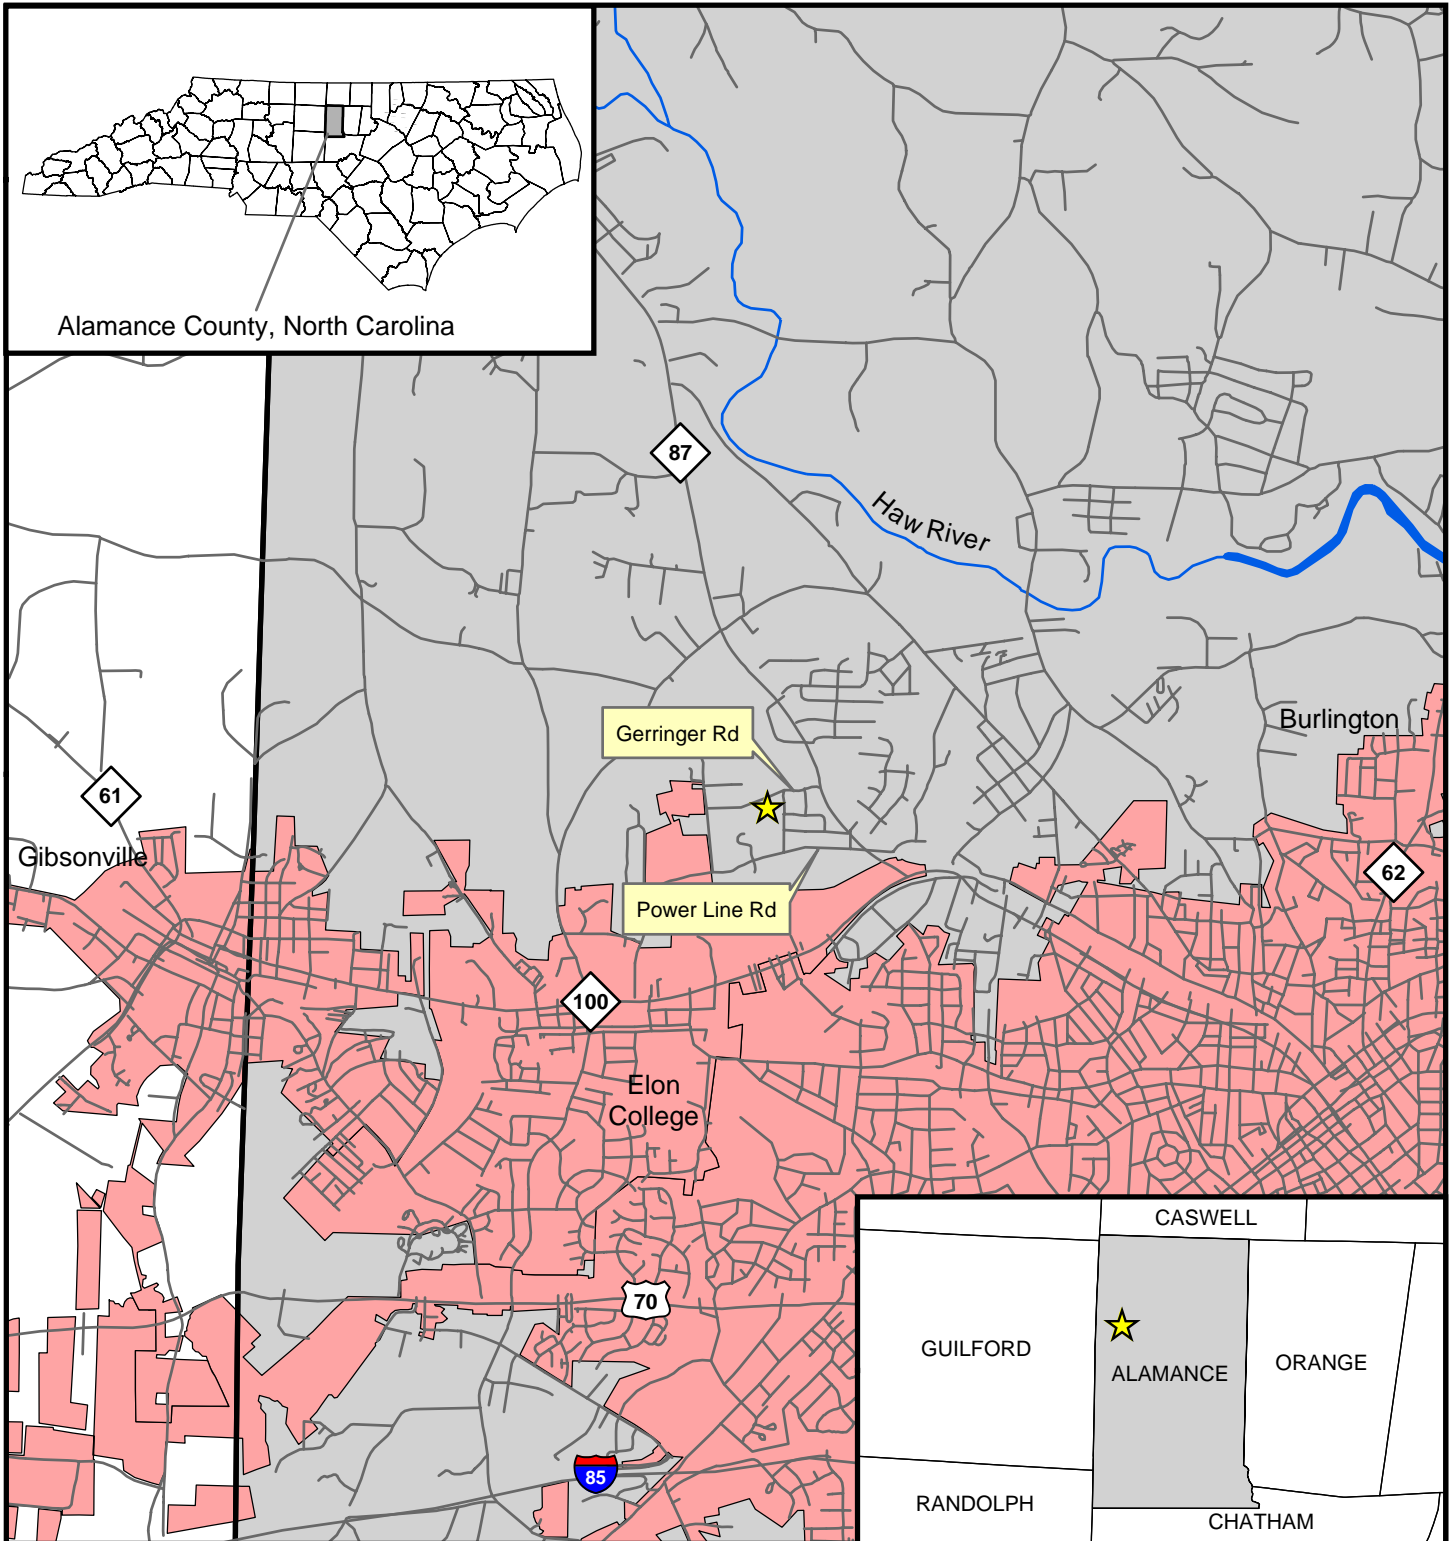 Alamance County, North Carolina
87
Haw River
Burlington
Gerringer Rd
61
Gibsonville
62
Power Line Rd
100
Elon
College
CASWELL
70
GUILFORD
ALAMANCE
ORANGE
85
RANDOLPH
CHATHAM